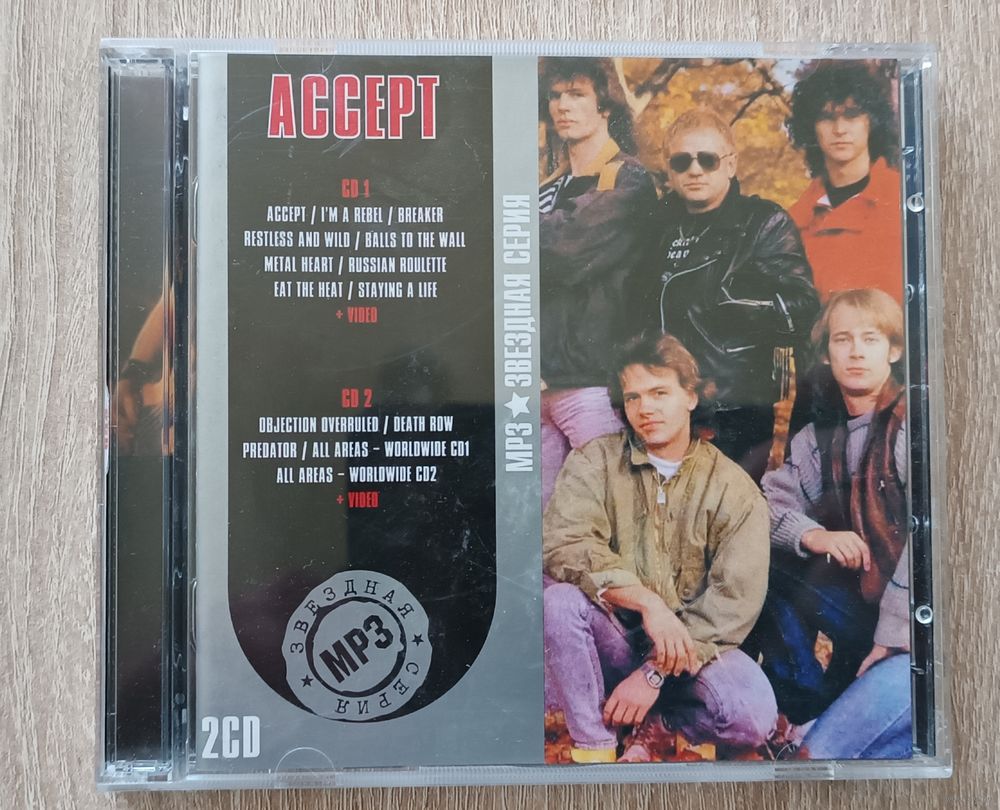 ACCEPT
CD 1
ACCEPT / I'M A REBEL / BREAKER
RESTLESS AND WILD / BALLS TO THE WALL
METAL HEART / RUSSIAN ROULETTE
EAT THE HEAT / STAYING A LIFE
+ VIDEO
CD 2
OBJECTION OVERRULED / DEATH ROW
PREDATOR / ALL AREAS – WORLDWIDE CD1
ALL AREAS – WORLDWIDE CD2
+ VIDEO
ЗВЕЗДНАЯ ★ СЕРИЯ ★
MP3
2CD
MP3★ЗВЕЗДНАЯ СЕРИЯ